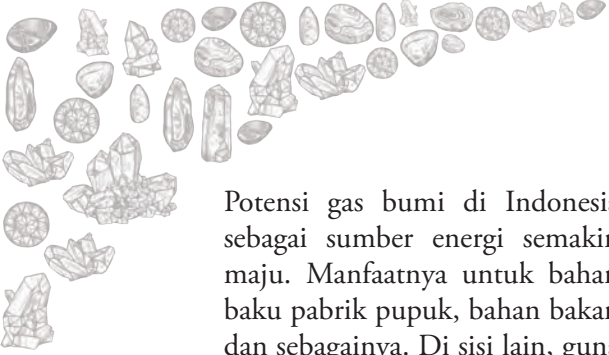 Potensi gas bumi di Indonesia
sebagai sumber energi semakin
maju. Manfaatnya untuk bahan
baku pabrik pupuk, bahan bakar
dan sebagainya. Di sisi lain,